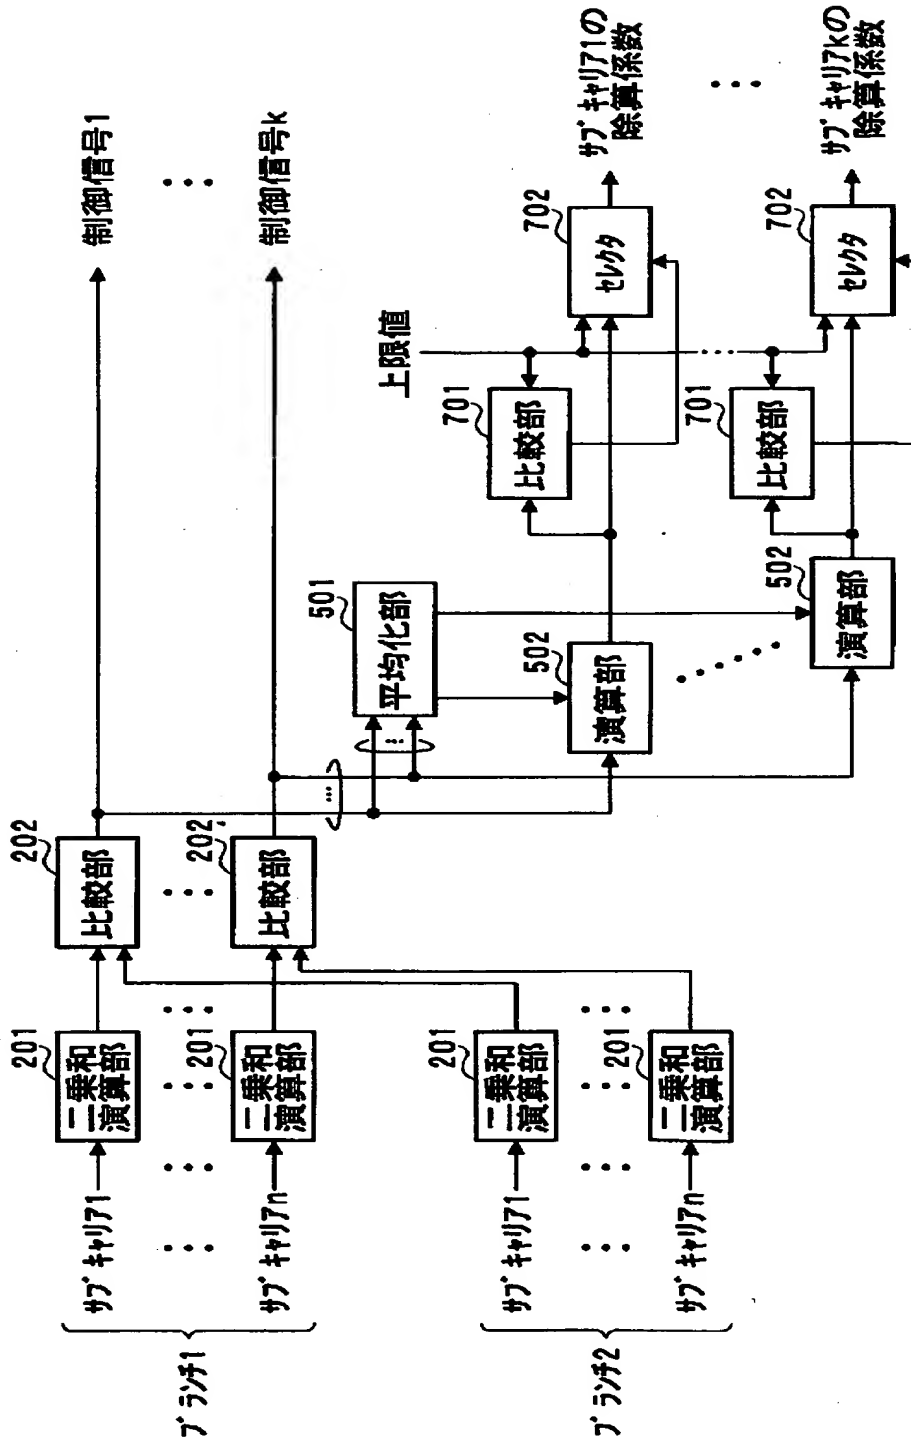 ブランチ1
サブキャリア1
二乗和
演算部
201
比較部
202
制御信号1
サブキャリアn
二乗和
演算部
201
比較部
202
制御信号k
ブランチ2
サブキャリア1
二乗和
演算部
201
サブキャリアn
二乗和
演算部
201
平均化部
501
演算部
502
演算部
502
上限値
比較部
701
セレクタ
702
サブキャリア1の
除算係数
比較部
701
セレクタ
702
サブキャリアkの
除算係数